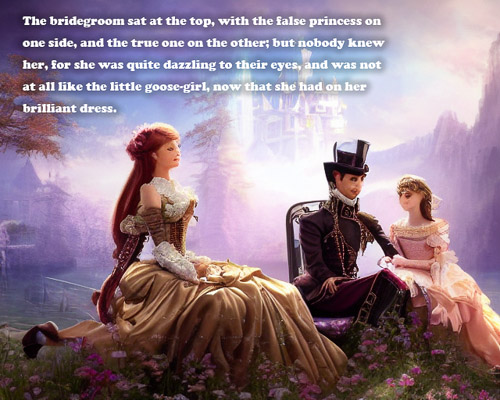 The bridegroom sat at the top, with the false princess on
one side, and the true one on the other; but nobody knew
her, for she was quite dazzling to their eyes, and was not
at all like the little goose-girl, now that she had on her
brilliant dress.